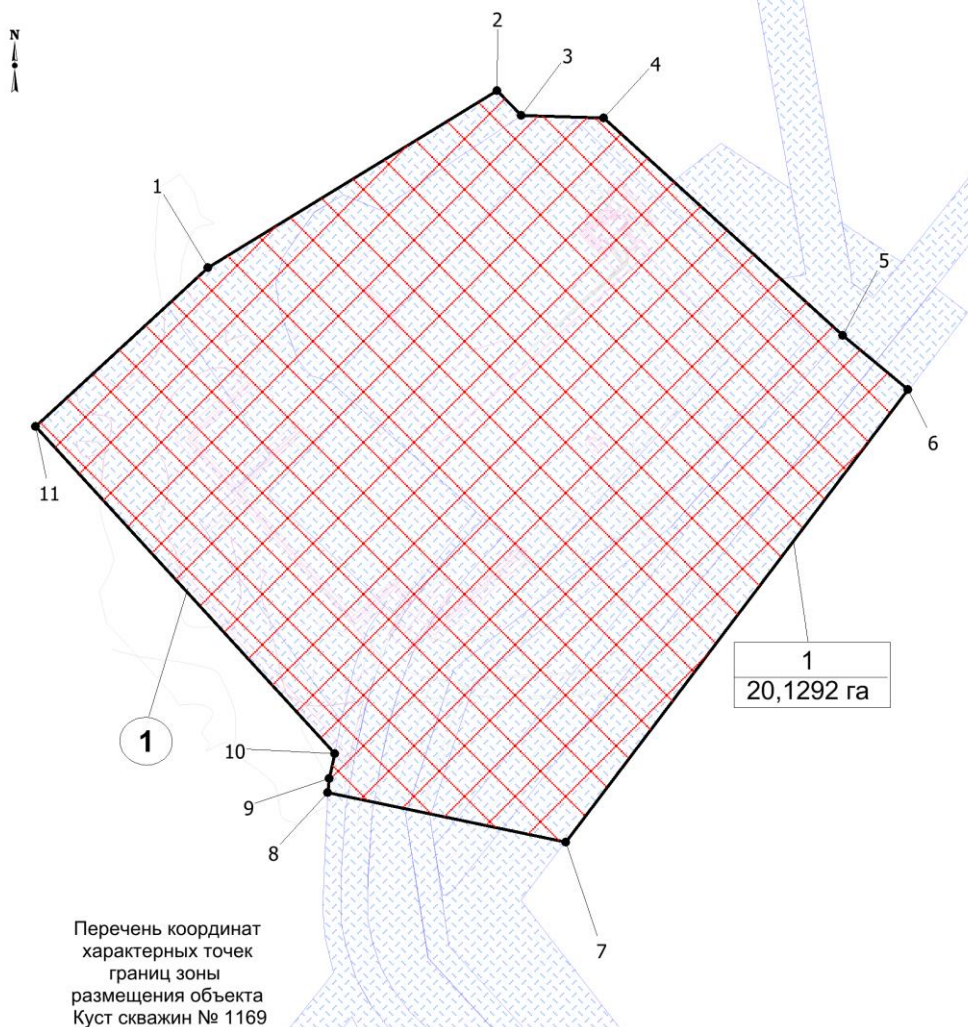 2
N
3
4
1
5
6
11
1
20,1292 га
1
10
9
8
7
Перечень координат
характерных точек
границ зоны
размещения объекта
Куст скважин № 1169